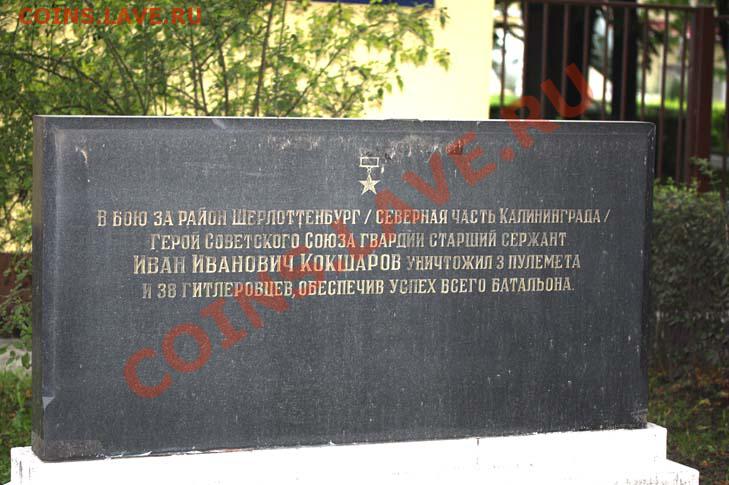 COINS.LAVE.RU
COINS.LAVE.RU
В БОЮ ЗА РАЙОН ШЕРЛОТТЕНБУРГ / СЕВЕРНАЯ ЧАСТЬ КАЛИНИНГРАДА /
ГЕРОЙ СОВЕТСКОГО СОЮЗА ГВАРДИИ СТАРШИЙ СЕРЖАНТ
ИВАН ИВАНОВИЧ КОКШАРОВ УНИЧТОЖИЛ 3 ПУЛЕМЕТА
И 38 ГИТЛЕРОВЦЕВ, ОБЕСПЕЧИВ УСПЕХ ВСЕГО БАТАЛЬОНА.